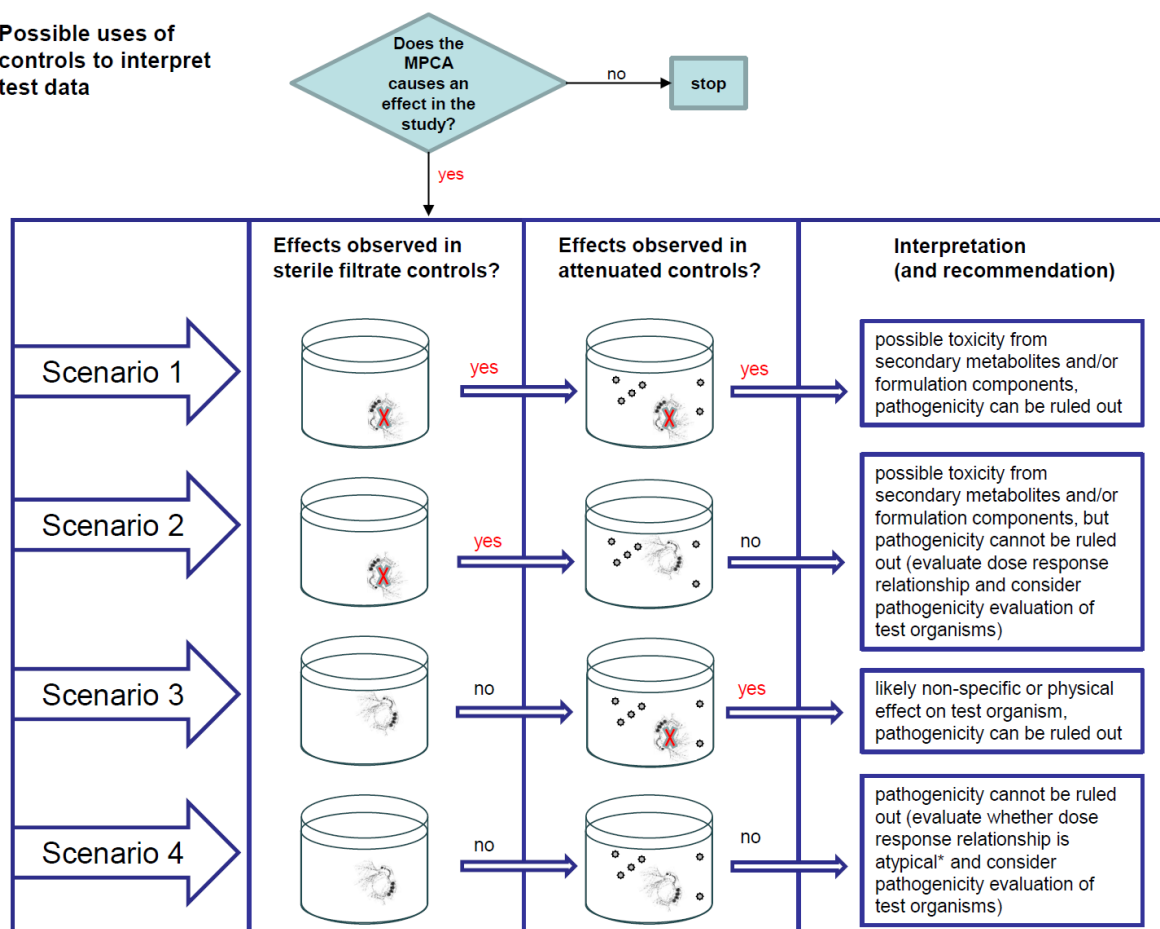 Possible uses of
controls to interpret
test data
Does the
MPCA
causes an
effect in the
study?
no
stop
yes
Effects observed in
sterile filtrate controls?
Effects observed in
attenuated controls?
Interpretation
(and recommendation)
Scenario 1
yes
X
yes
X
possible toxicity from
secondary metabolites and/or
formulation components,
pathogenicity can be ruled out
Scenario 2
yes
X
no
possible toxicity from
secondary metabolites and/or
formulation components, but
pathogenicity cannot be ruled
out (evaluate dose response
relationship and consider
pathogenicity evaluation of
test organisms)
Scenario 3
no
yes
X
likely non-specific or physical
effect on test organism,
pathogenicity can be ruled out
Scenario 4
no
no
pathogenicity cannot be ruled
out (evaluate whether dose
response relationship is
atypical* and consider
pathogenicity evaluation of
test organisms)